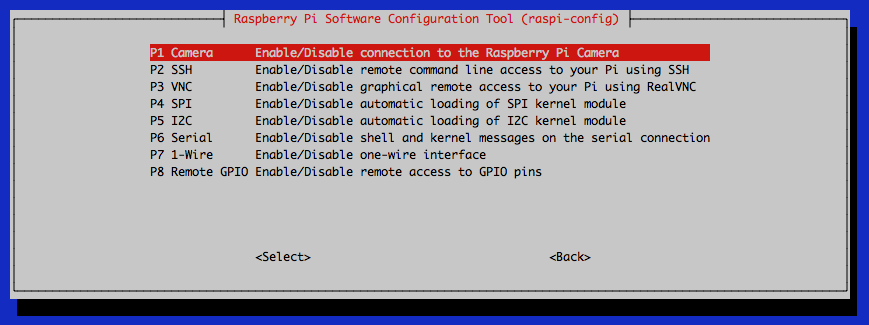 Raspberry Pi Software Configuration Tool (raspi-config)
P1 Camera Enable/Disable connection to the Raspberry Pi Camera
P2 SSH Enable/Disable remote command line access to your Pi using SSH
P3 VNC Enable/Disable graphical remote access to your Pi using RealVNC
P4 SPI Enable/Disable automatic loading of SPI kernel module
P5 I2C Enable/Disable automatic loading of I2C kernel module
P6 Serial Enable/Disable shell and kernel messages on the serial connection
P7 1-Wire Enable/Disable one-wire interface
P8 Remote GPIO Enable/Disable remote access to GPIO pins
<Select> <Back>